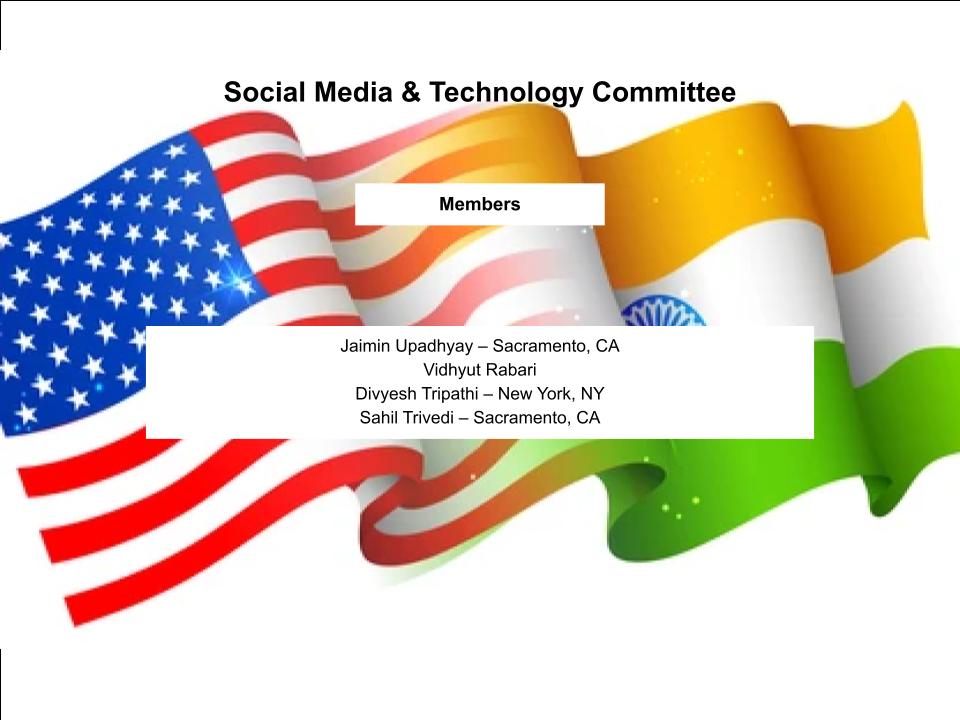 Social Media & Technology Committee
Members
Jaimin Upadhyay – Sacramento, CA
Vidhyut Rabari
Divyesh Tripathi – New York, NY
Sahil Trivedi – Sacramento, CA